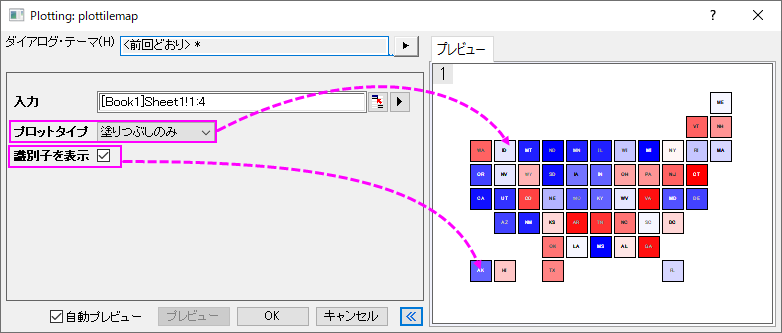 Plotting: plottilemap
ダイアログ・テーマ(H) <前回どおり> *
プレビュー
1
入力 [Book1]Sheet1!1:4
プロットタイプ 塗りつぶしのみ
識別子を表示
ME
VT NH
WA ID MT ND MN IL WI MI NY RI MA
OR NV WY SD IA IN OH PA NJ CT
CA UT CO NE MO KY WV VA MD DE
AZ NM KS AR TN NC SC DC
OK LA MS AL GA
AK HI TX FL
自動プレビュー プレビュー OK キャンセル